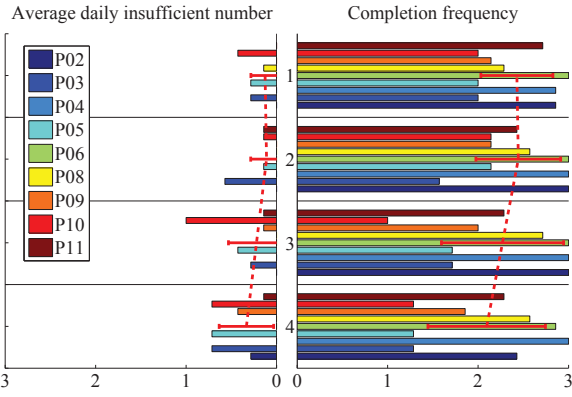 Average daily insufficient number
Completion frequency
P02
P03
P04
P05
P06
P08
P09
P10
P11
1
2
3
4
3 2 1 0
0 1 2 3